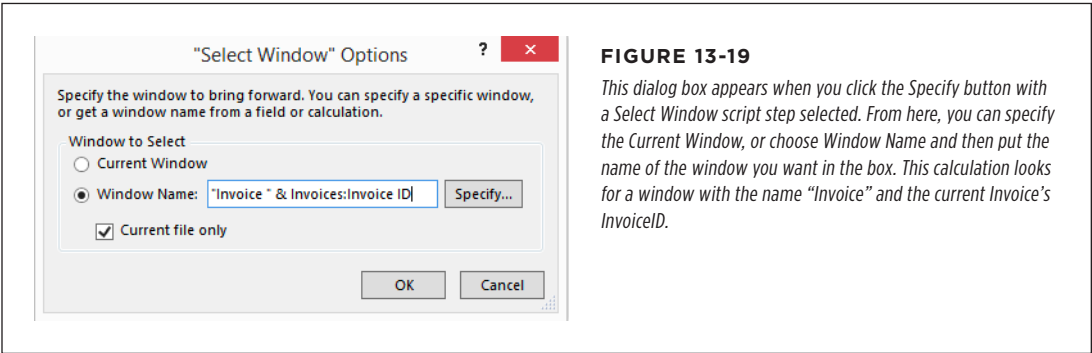 "Select Window" Options
?
×
Specify the window to bring forward. You can specify a specific window,
or get a window name from a field or calculation.
Window to Select
Current Window
Window Name:
"Invoice " & Invoices:Invoice ID
Specify...
Current file only
OK
Cancel
FIGURE 13-19
This dialog box appears when you click the Specify button with
a Select Window script step selected. From here, you can specify
the Current Window, or choose Window Name and then put the
name of the window you want in the box. This calculation looks
for a window with the name “Invoice” and the current Invoice’s
InvoiceID.